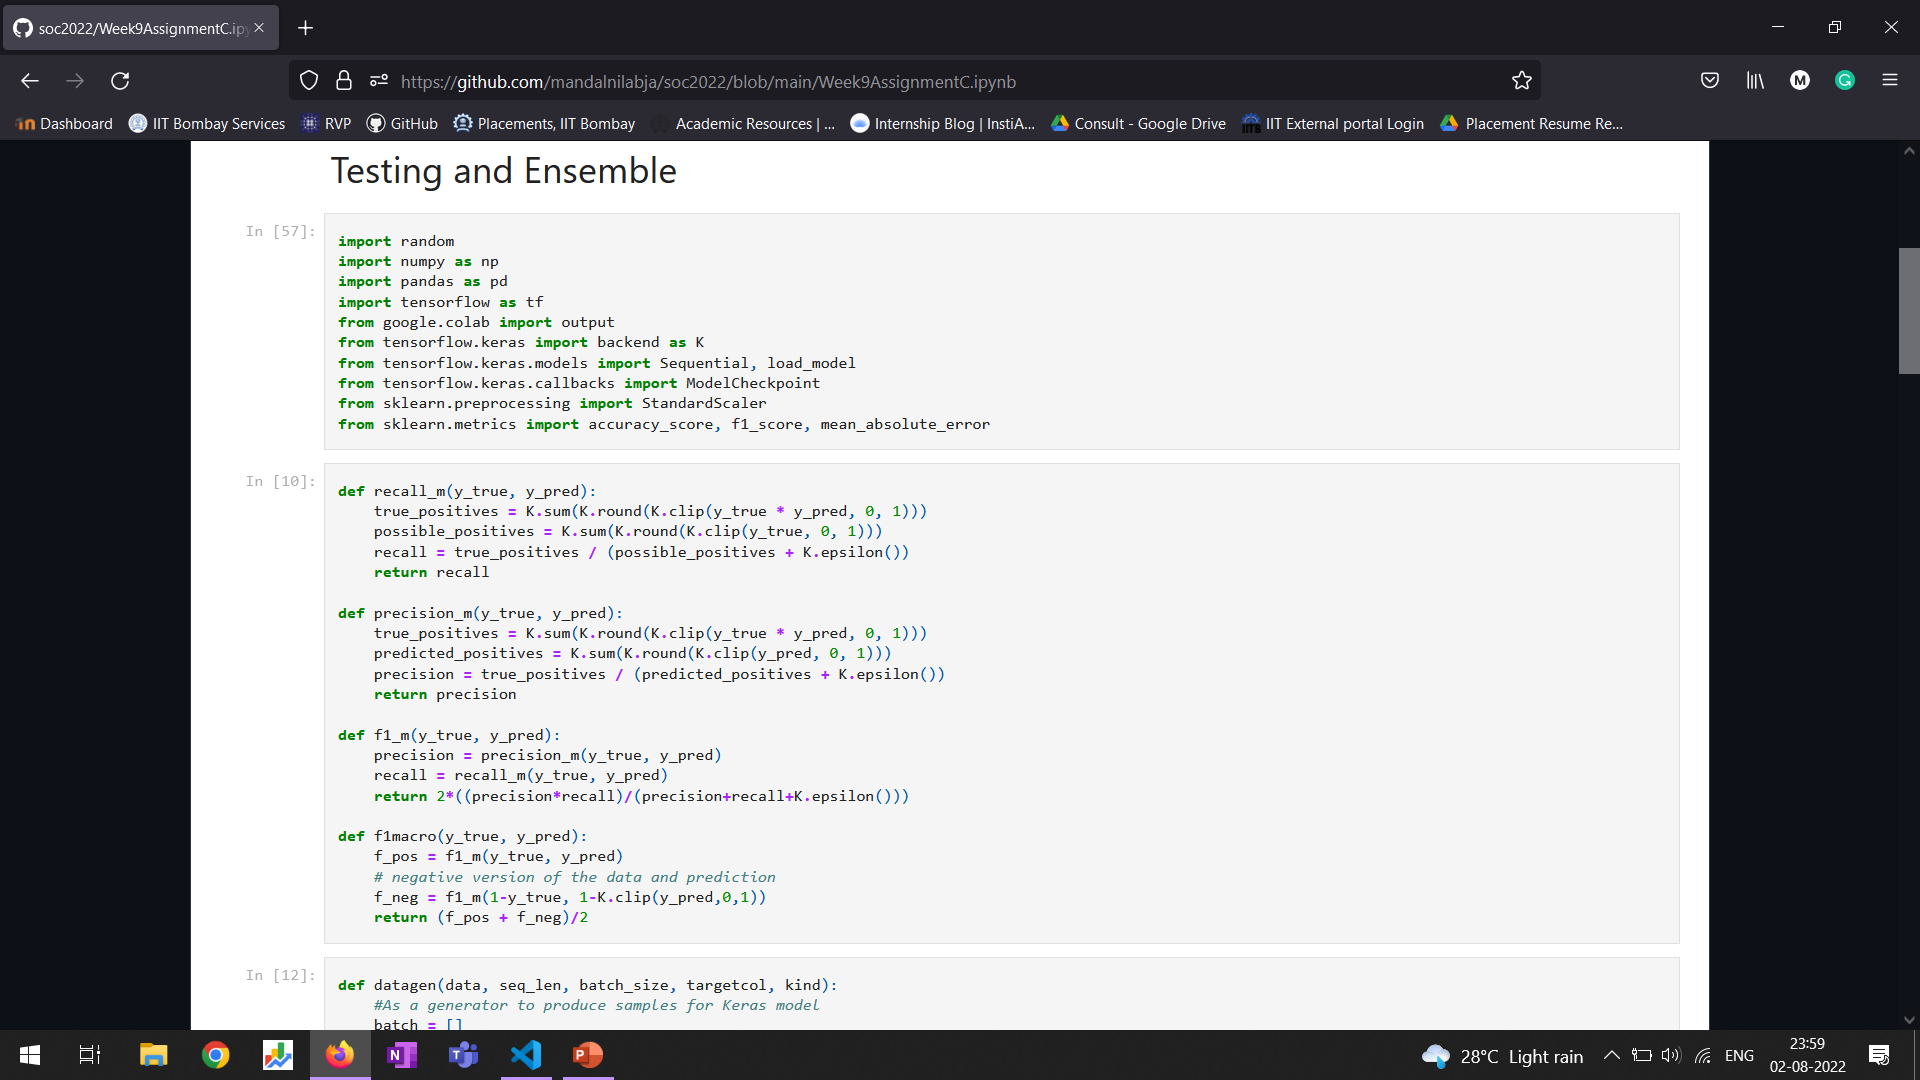 soc2022/Week9AssignmentC.ipy
https://github.com/mandalnilabja/soc2022/blob/main/Week9AssignmentC.ipynb
M
G
in Dashboard IIT Bombay Services RVP GitHub Placements, IIT Bombay Academic Resources | ... Internship Blog | InstiA... Consult - Google Drive IIT External portal Login Placement Resume Re...
Testing and Ensemble
In [57]:
import random
import numpy as np
import pandas as pd
import tensorflow as tf
from google.colab import output
from tensorflow.keras import backend as K
from tensorflow.keras.models import Sequential, load_model
from tensorflow.keras.callbacks import ModelCheckpoint
from sklearn.preprocessing import StandardScaler
from sklearn.metrics import accuracy_score, f1_score, mean_absolute_error
In [10]:
def recall_m(y_true, y_pred):
    true_positives = K.sum(K.round(K.clip(y_true * y_pred, 0, 1)))
    possible_positives = K.sum(K.round(K.clip(y_true, 0, 1)))
    recall = true_positives / (possible_positives + K.epsilon())
    return recall
def precision_m(y_true, y_pred):
    true_positives = K.sum(K.round(K.clip(y_true * y_pred, 0, 1)))
    predicted_positives = K.sum(K.round(K.clip(y_pred, 0, 1)))
    precision = true_positives / (predicted_positives + K.epsilon())
    return precision
def f1_m(y_true, y_pred):
    precision = precision_m(y_true, y_pred)
    recall = recall_m(y_true, y_pred)
    return 2*((precision*recall)/(precision+recall+K.epsilon()))
def f1macro(y_true, y_pred):
    f_pos = f1_m(y_true, y_pred)
    # negative version of the data and prediction
    f_neg = f1_m(1-y_true, 1-K.clip(y_pred,0,1))
    return (f_pos + f_neg)/2
In [12]:
def datagen(data, seq_len, batch_size, targetcol, kind):
    #As a generator to produce samples for Keras model
    batch = []
28°C Light rain
ENG
23:59
02-08-2022